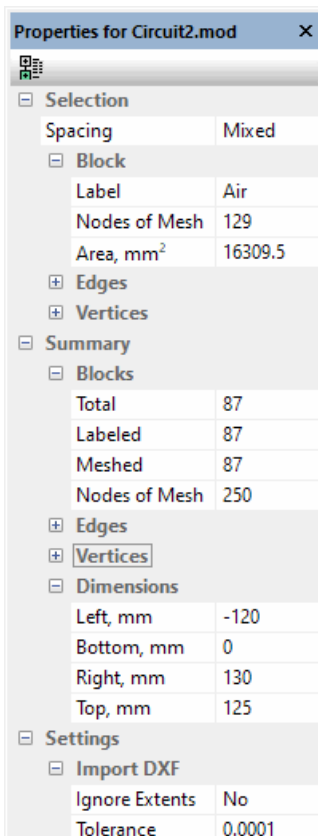 Properties for Circuit2.mod
Selection
Spacing Mixed
Block
Label Air
Nodes of Mesh 129
Area, mm² 16309.5
Edges
Vertices
Summary
Blocks
Total 87
Labeled 87
Meshed 87
Nodes of Mesh 250
Edges
Vertices
Dimensions
Left, mm -120
Bottom, mm 0
Right, mm 130
Top, mm 125
Settings
Import DXF
Ignore Extents No
Tolerance 0.0001